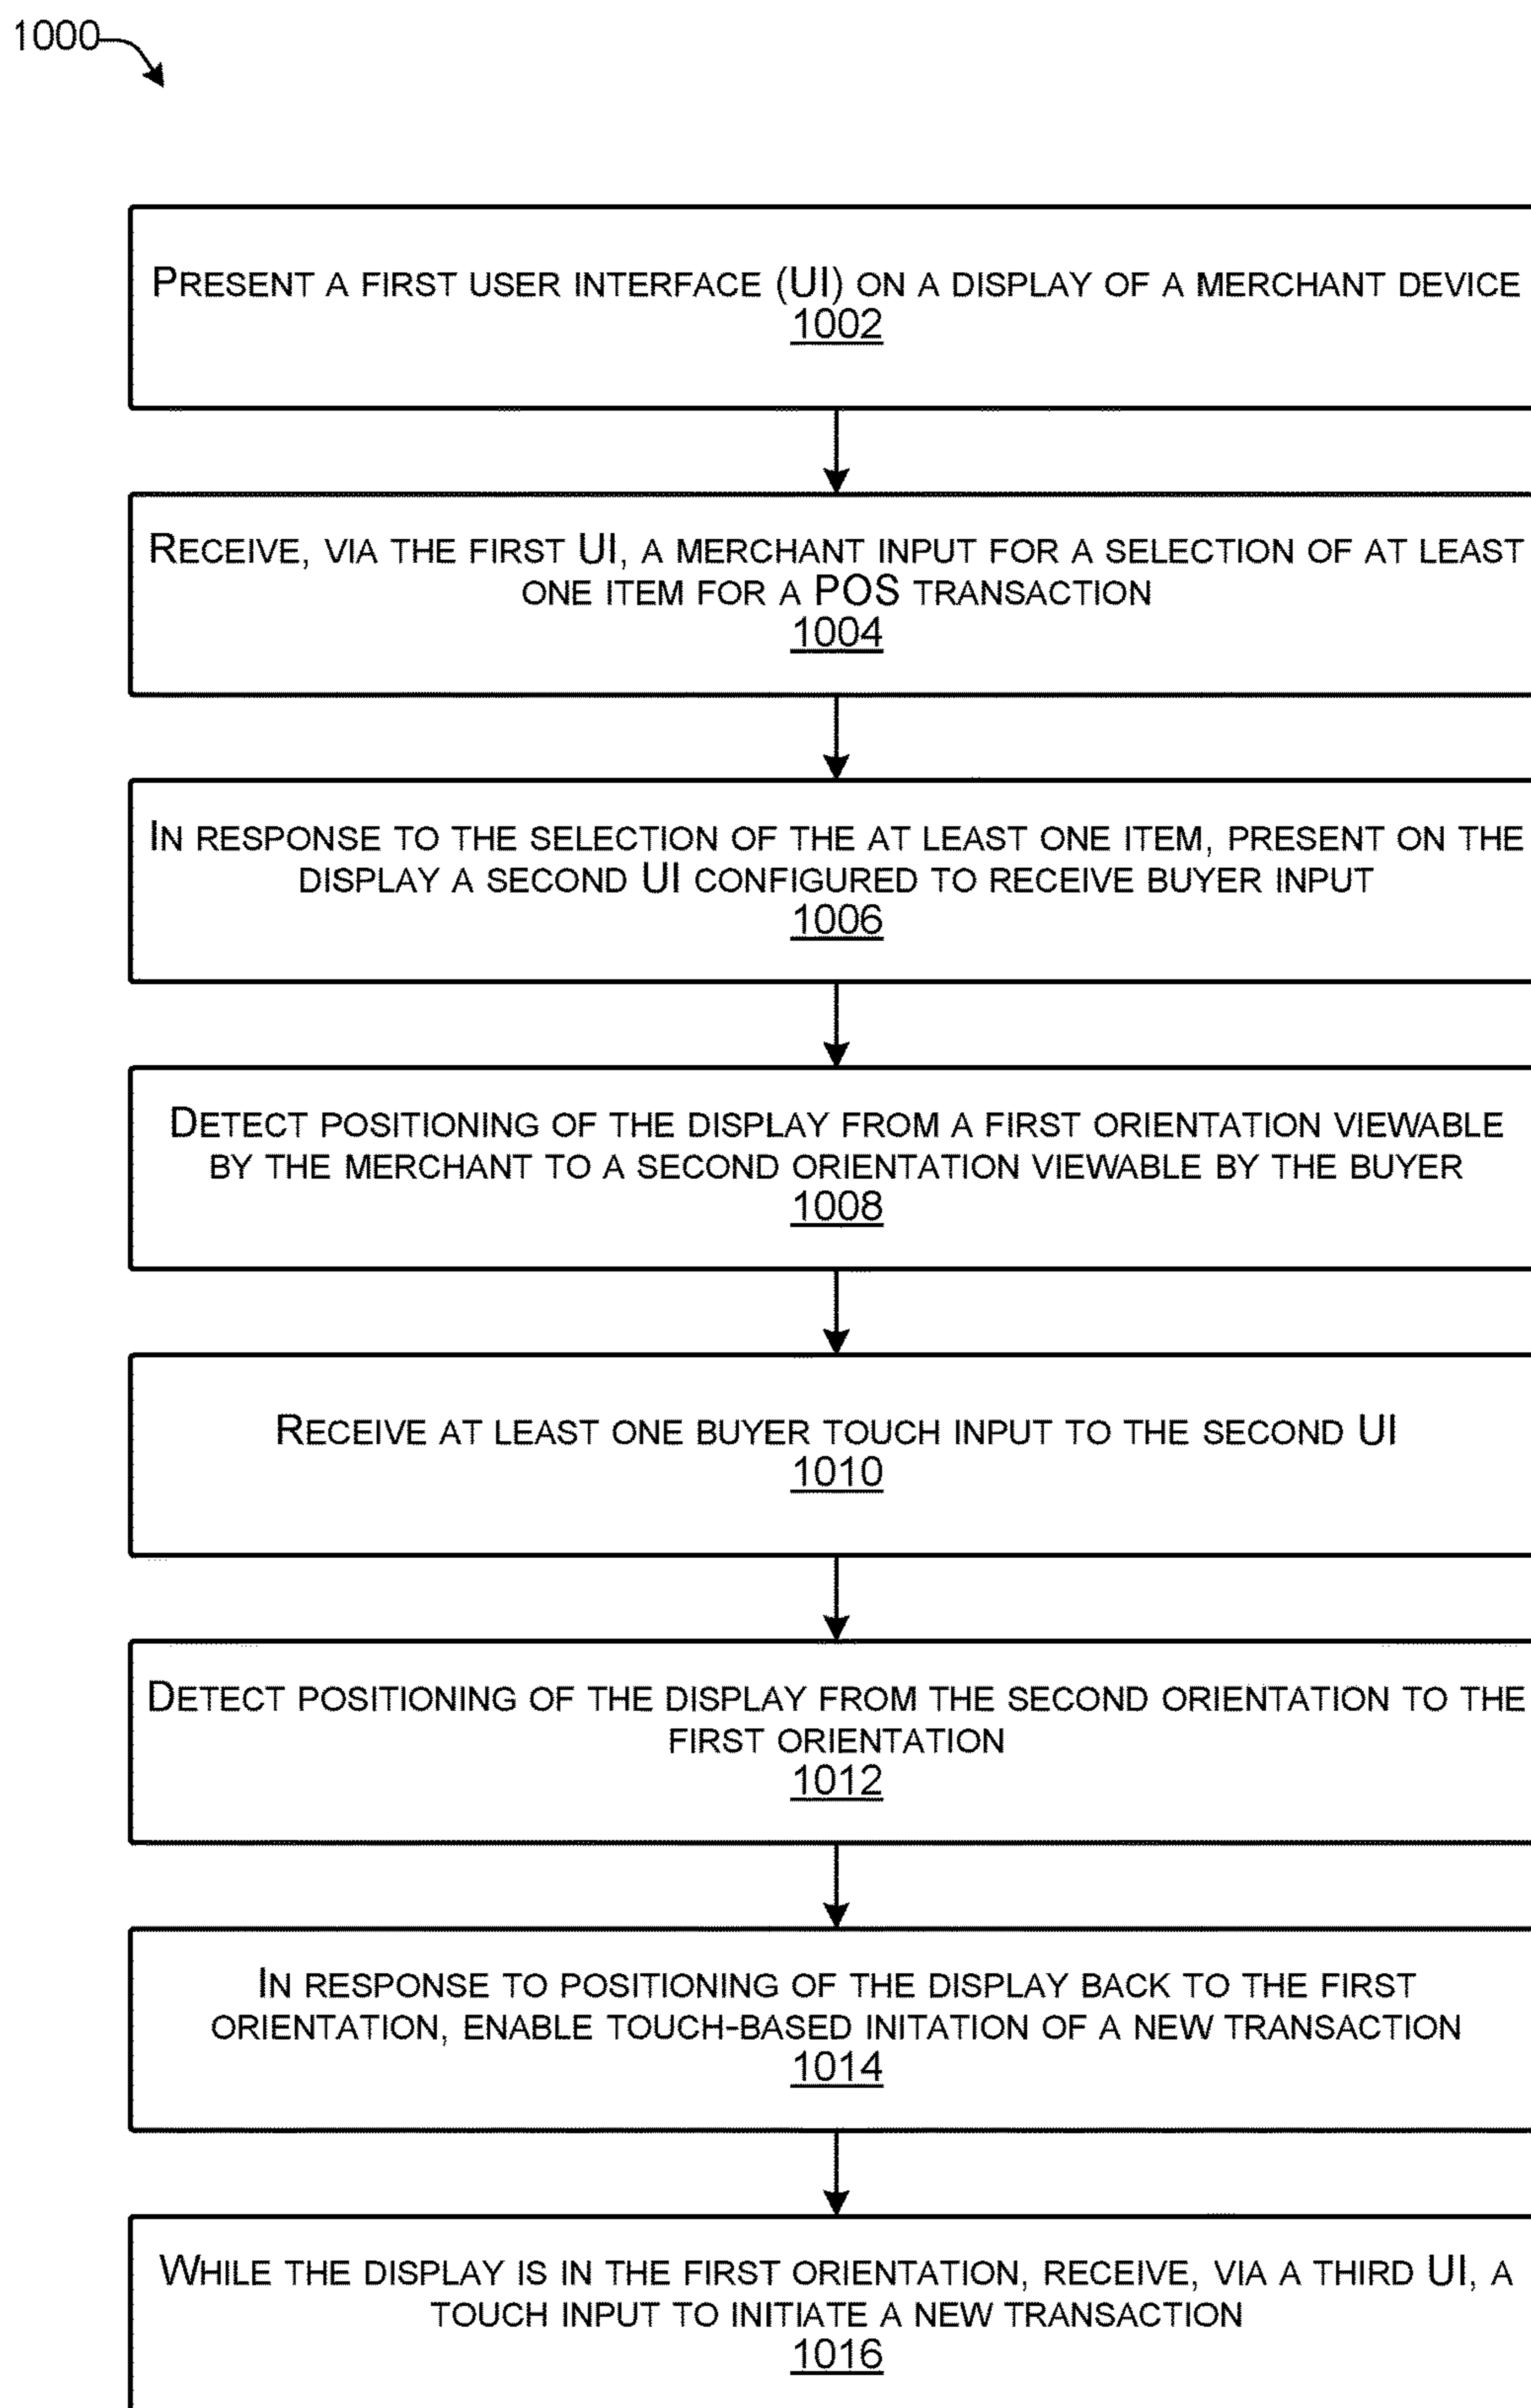 1000
PRESENT A FIRST USER INTERFACE (UI) ON A DISPLAY OF A MERCHANT DEVICE
1002
RECEIVE, VIA THE FIRST UI, A MERCHANT INPUT FOR A SELECTION OF AT LEAST
ONE ITEM FOR A POS TRANSACTION
1004
IN RESPONSE TO THE SELECTION OF THE AT LEAST ONE ITEM, PRESENT ON THE
DISPLAY A SECOND UI CONFIGURED TO RECEIVE BUYER INPUT
1006
DETECT POSITIONING OF THE DISPLAY FROM A FIRST ORIENTATION VIEWABLE
BY THE MERCHANT TO A SECOND ORIENTATION VIEWABLE BY THE BUYER
1008
RECEIVE AT LEAST ONE BUYER TOUCH INPUT TO THE SECOND UI
1010
DETECT POSITIONING OF THE DISPLAY FROM THE SECOND ORIENTATION TO THE
FIRST ORIENTATION
1012
IN RESPONSE TO POSITIONING OF THE DISPLAY BACK TO THE FIRST
ORIENTATION, ENABLE TOUCH-BASED INITATION OF A NEW TRANSACTION
1014
WHILE THE DISPLAY IS IN THE FIRST ORIENTATION, RECEIVE, VIA A THIRD UI, A
TOUCH INPUT TO INITIATE A NEW TRANSACTION
1016